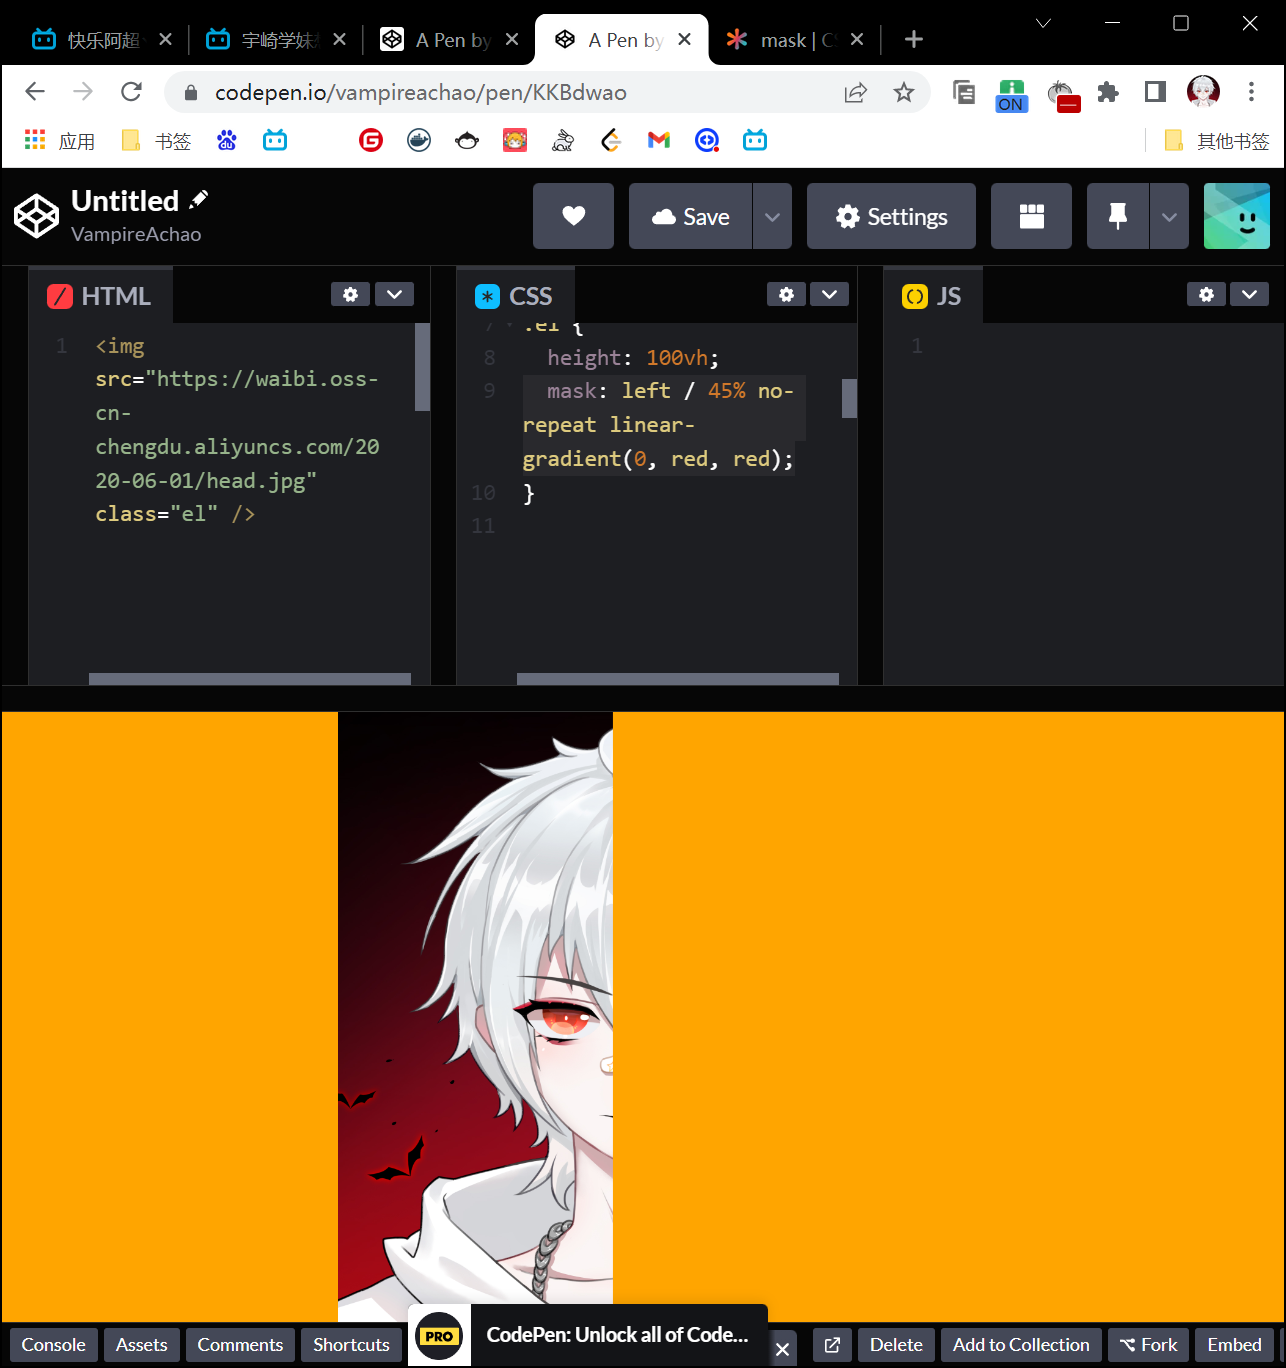 快乐阿超
宇崎学妹
A Pen by
A Pen by
mask | CS
codepen.io/vampireachao/pen/KKBdwao
ON
应用
书签
其他书签
Untitled
VampireAchao
Save
Settings
HTML
CSS
JS
1
<img
src="https://waibi.oss-
cn-
chengdu.aliyuncs.com/20
20-06-01/head.jpg"
class="el" />
7
.el {
8
height: 100vh;
9
mask: left / 45% no-
repeat linear-
gradient(0, red, red);
10
}
11
1
Console
Assets
Comments
Shortcuts
PRO
CodePen: Unlock all of Code...
Delete
Add to Collection
Fork
Embed